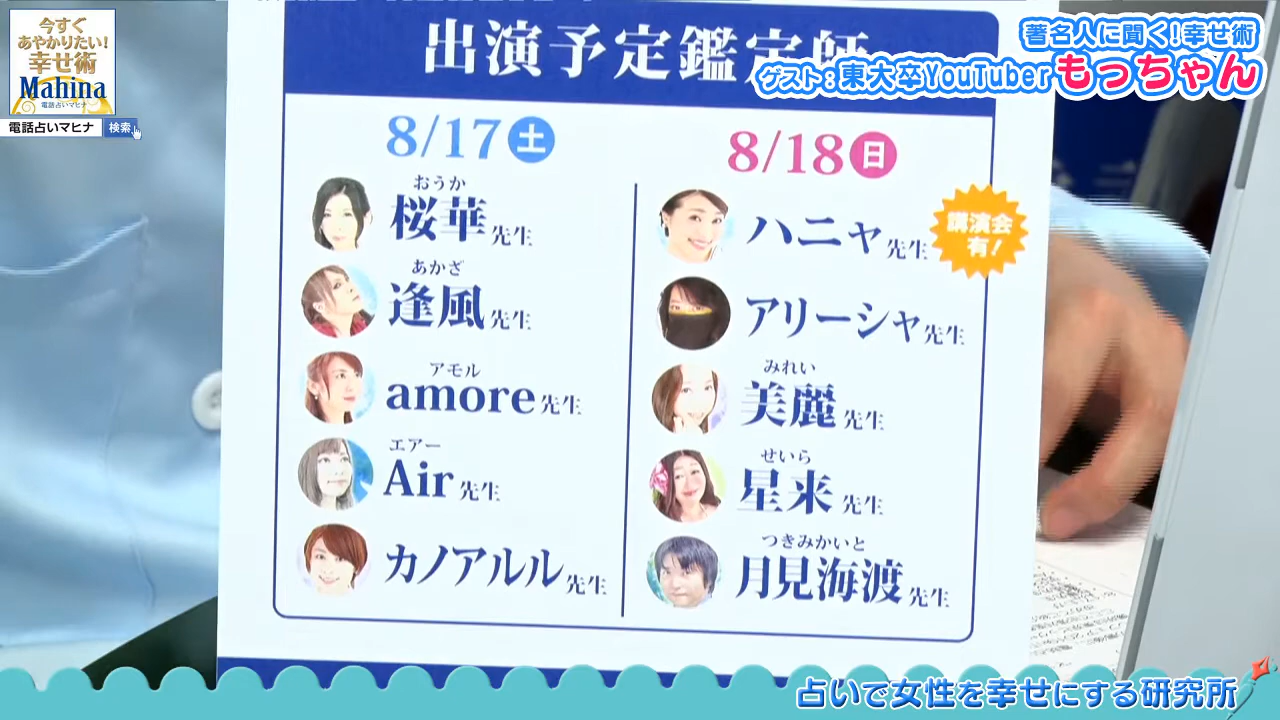 今すぐ
あやかりたい!
幸せ術
Mahina
電話占いマヒナ
電話占いマヒナ 検索
著名人に聞く!幸せ術
ゲスト:東大卒YouTuberもっちゃん
出演予定鑑定師
8/17 土
おうか
桜華先生
あかざ
逢風先生
アモル
amore先生
エアー
Air先生
カノアルル先生
8/18 日
ハニャ先生
講演会
有!
アリーシャ先生
みれい
美麗先生
せいら
星来先生
つきみかいと
月見海渡先生
占いで女性を幸せにする研究所